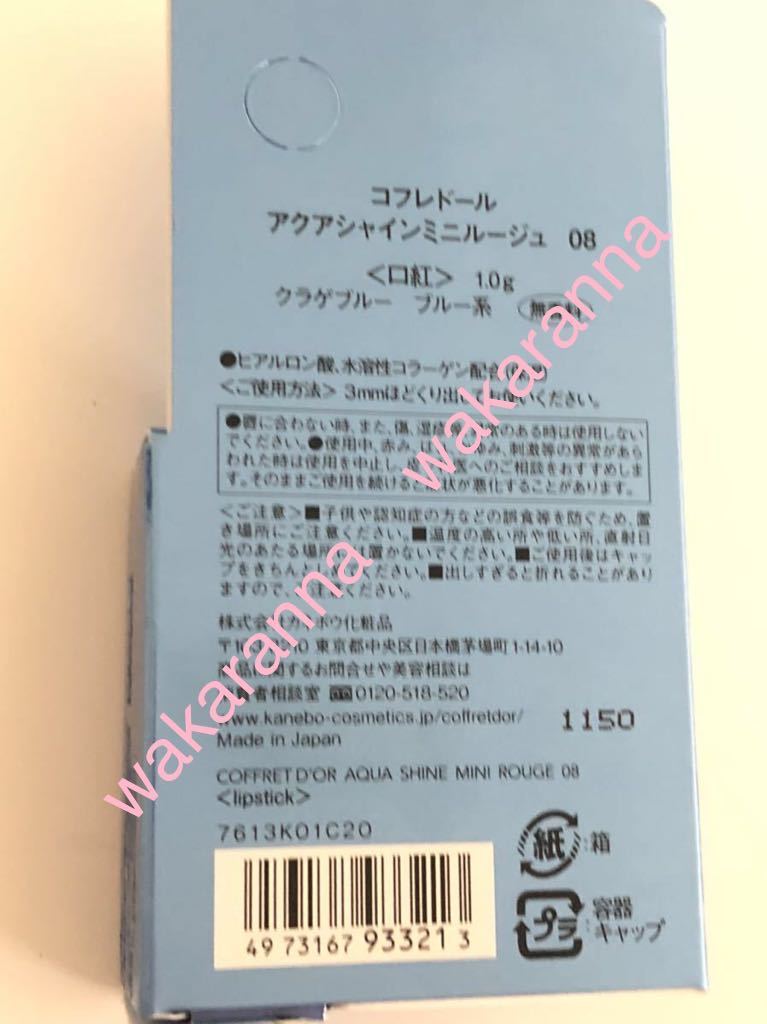 コフレドール
アクアシャインミニルージュ 08
<口紅> 1.0g
クラゲブルー ブルー系
●ヒアルロン酸、水溶性コラーゲン配合
<ご使用方法> 3mmほどくり出してお使いください。
●唇に合わない時、また、傷、湿疹等、異常のある時は使用しない
でください。●使用中、赤み、はれ、かゆみ、刺激等の異常があら
われた時は使用を中止し、皮フ科医へのご相談をおすすめしま
す。そのままご使用を続けると症状が悪化することがあります。
<ご注意>■子供や認知症の方などの誤食等を防ぐため、置
き場所にご注意ください。■温度の高い所や低い所、直射日
光のあたる場所には置かないでください。■ご使用後はキャッ
プをきちんとしめてください。■出しすぎると折れることがあり
ますので、ご注意ください。
株式会社カネボウ化粧品
東京都中央区日本橋茅場町1-14-10
商品に関するお問合せや美容相談は
者相談室 0120-518-520
www.kanebo-cosmetics.jp/coffretdor/ 1150
Made in Japan
COFFRET D'OR AQUA SHINE MINI ROUGE 08
<lipstick>
7613K01C20
4973167933213
紙 :箱
プラ :容器
キャップ
wakaranna
wakaranna